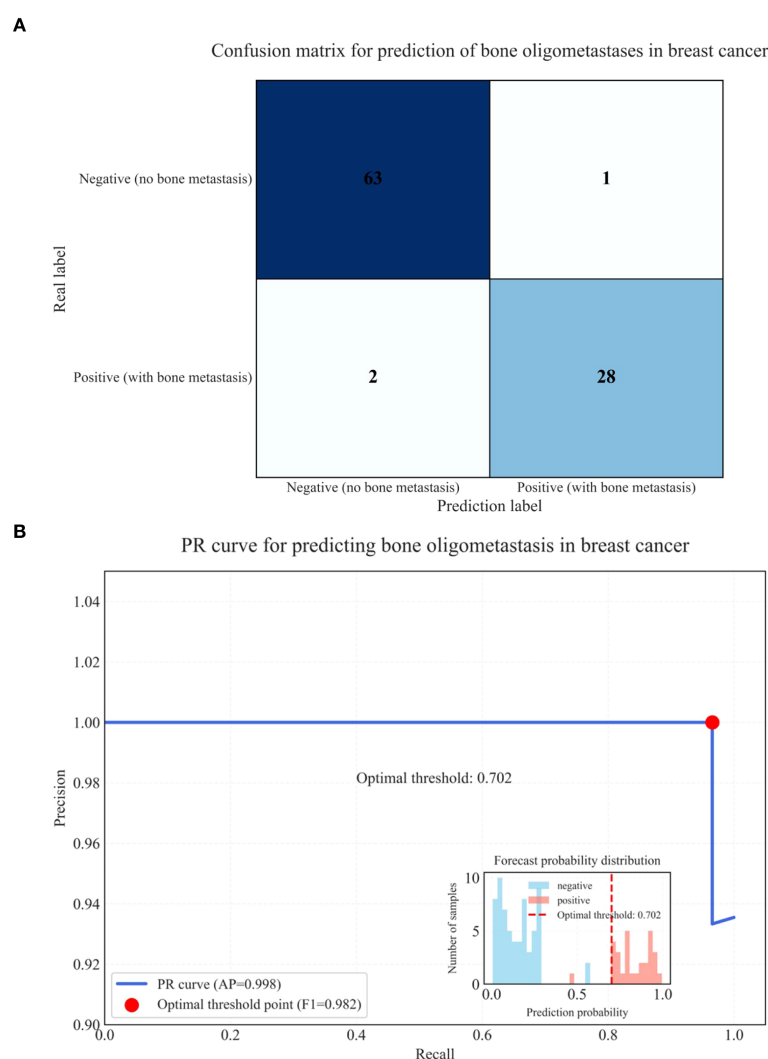 A
Confusion matrix for prediction of bone oligometastases in breast cancer
Negative (no bone metastasis)
63
1
Real label
Positive (with bone metastasis)
2
28
Negative (no bone metastasis)
Positive (with bone metastasis)
Prediction label
B
PR curve for predicting bone oligometastasis in breast cancer
1.04
1.02
1.00
0.98
0.96
0.94
0.92
0.90
Precision
Optimal threshold: 0.702
Forecast probability distribution
10
5
0
Number of samples
negative
positive
Optimal threshold: 0.702
0.0
0.5
1.0
Prediction probability
PR curve (AP=0.998)
Optimal threshold point (F1=0.982)
0.0
0.2
0.4
0.6
0.8
1.0
Recall